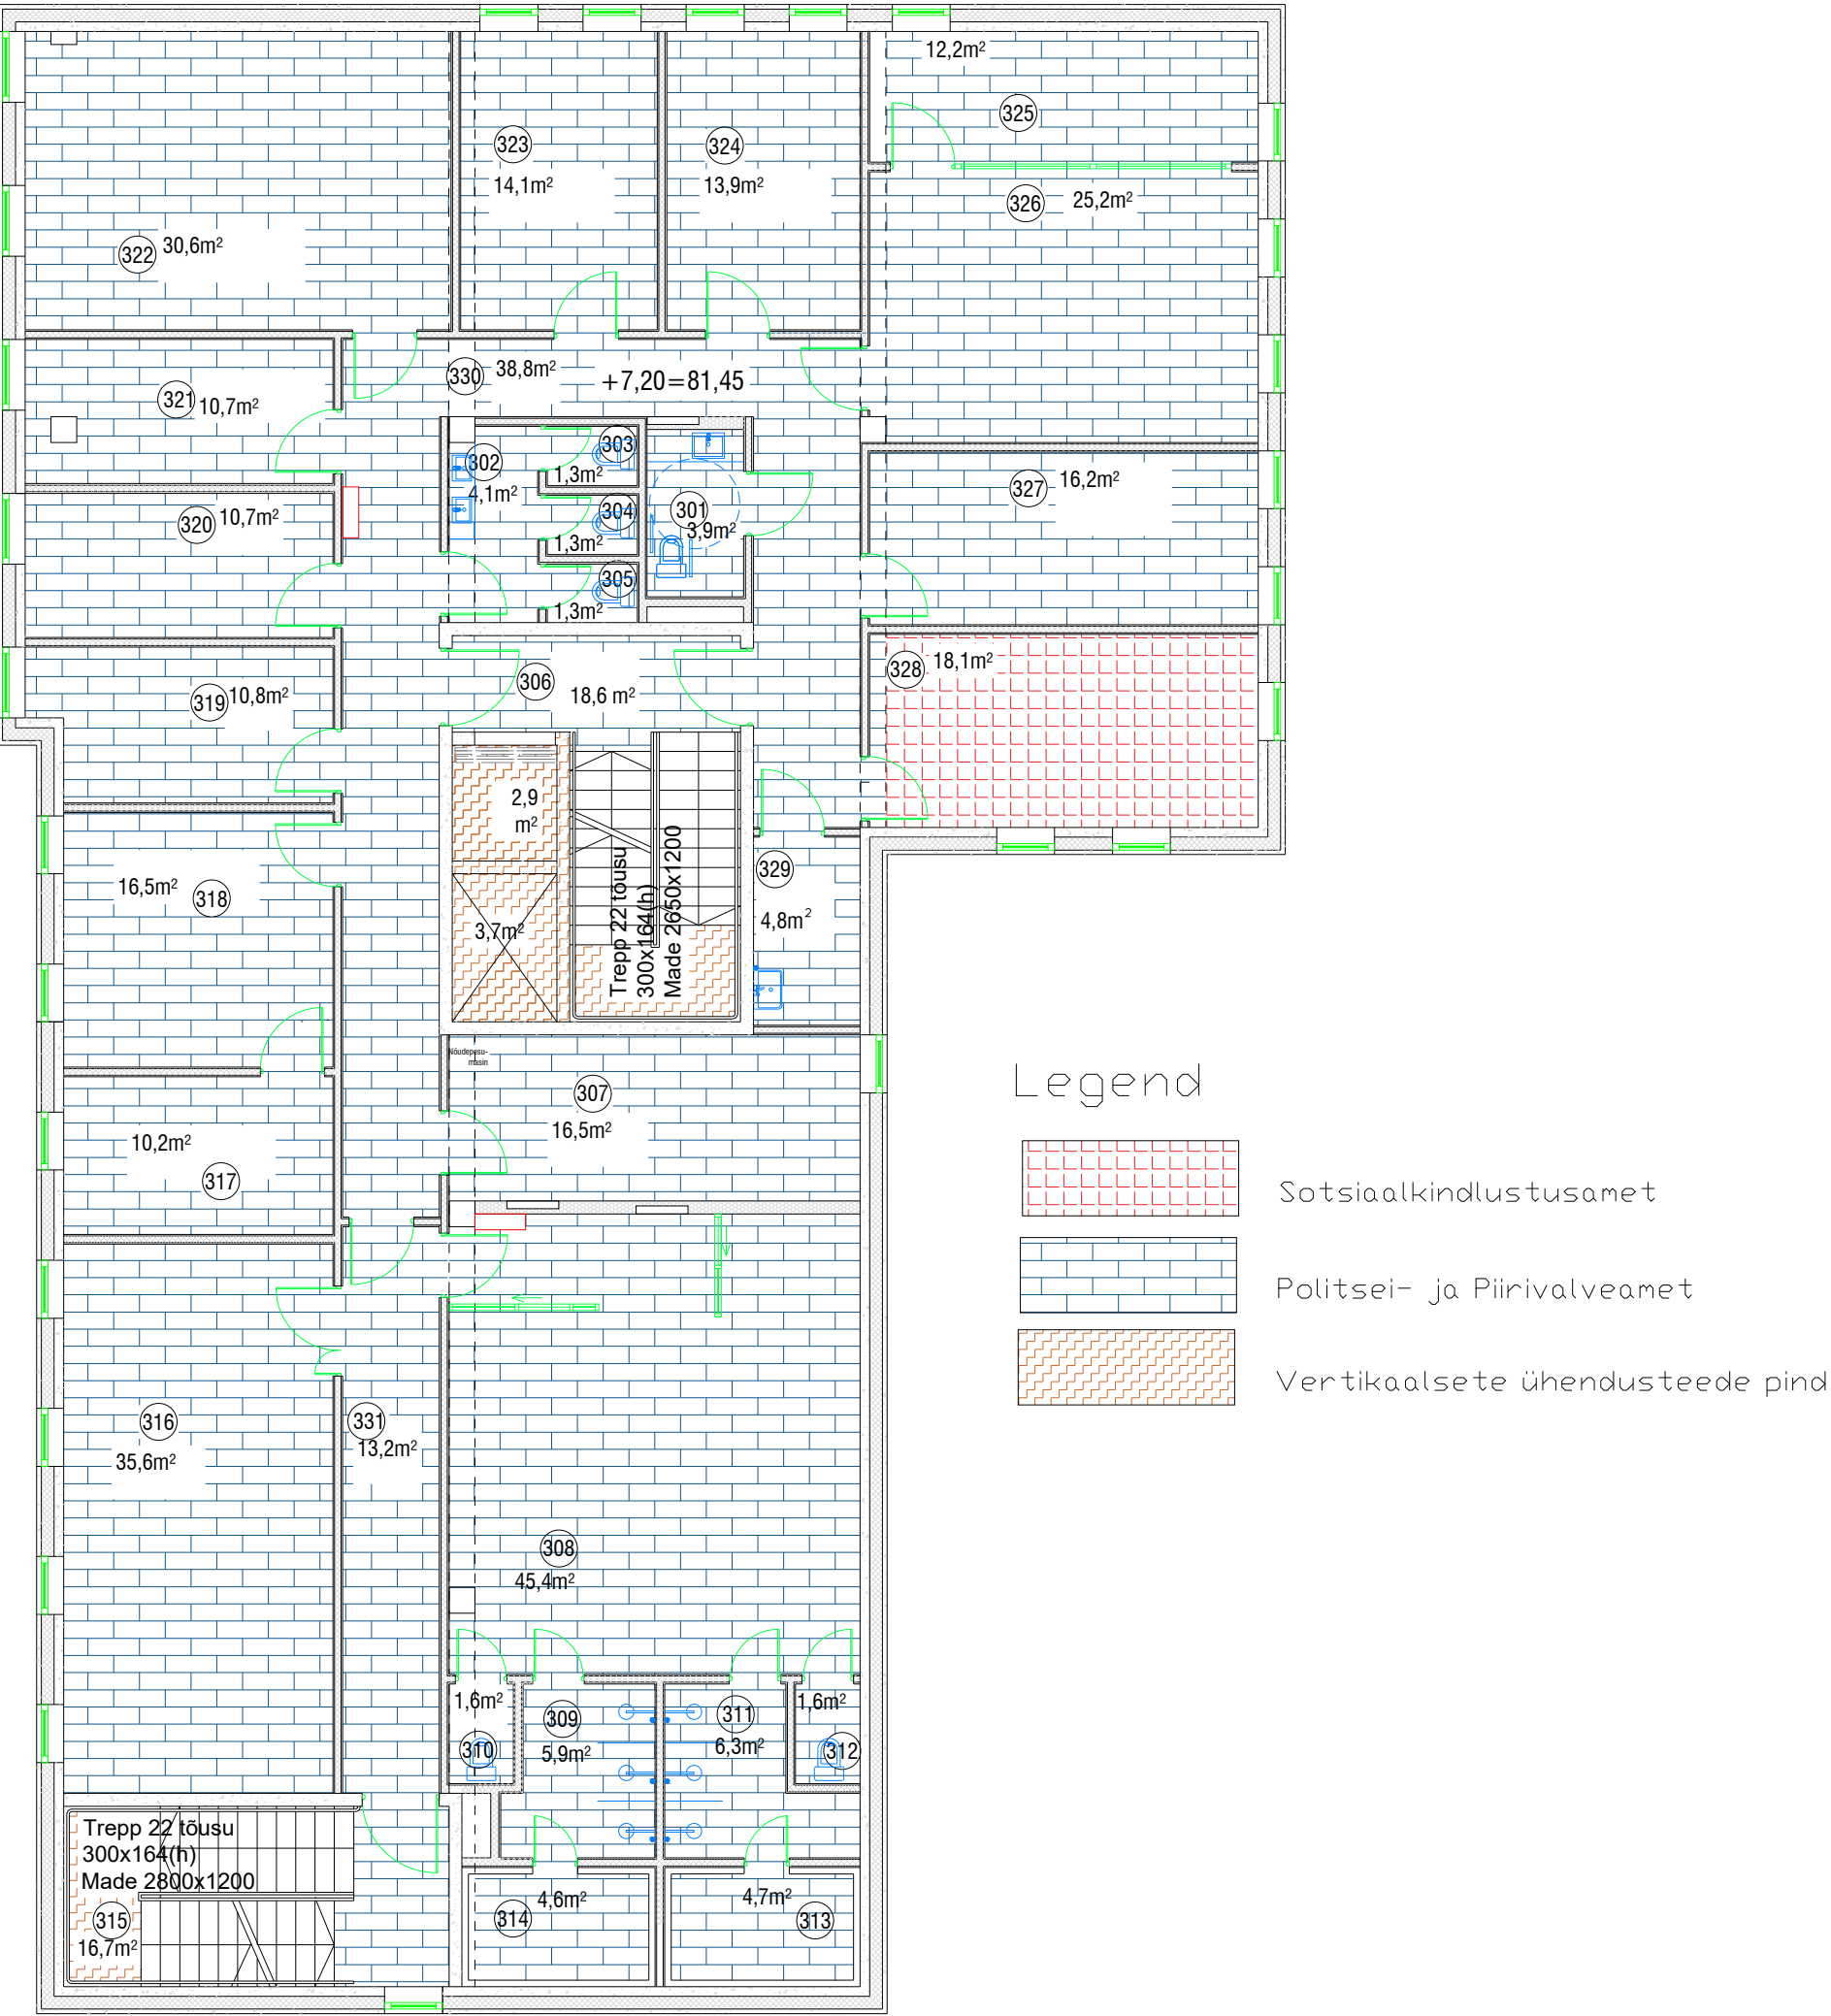 12,2m²
325
323
14,1m²
324
13,9m²
326
25,2m²
322
30,6m²
330
38,8m²
+7,20=81,45
321
10,7m²
302
4,1m²
303
1,3m²
327
16,2m²
320
10,7m²
304
1,3m²
301
3,9m²
305
1,3m²
328
18,1m²
319
10,8m²
306
18,6 m²
2,9
m²
Trepp 22 tõusu
300x164(h)
Made 2650x1200
329
4,8m²
16,5m²
318
3,7m²
Nõudepesu-
masin
307
16,5m²
10,2m²
317
Legend
Sotsiaalkindlustusamet
Politsei- ja Piirivalveamet
Vertikaalsete ühendusteede pind
316
35,6m²
331
13,2m²
308
45,4m²
1,6m²
310
309
5,9m²
311
6,3m²
1,6m²
312
Trepp 22 tõusu
300x164(h)
Made 2800x1200
315
16,7m²
4,6m²
314
4,7m²
313